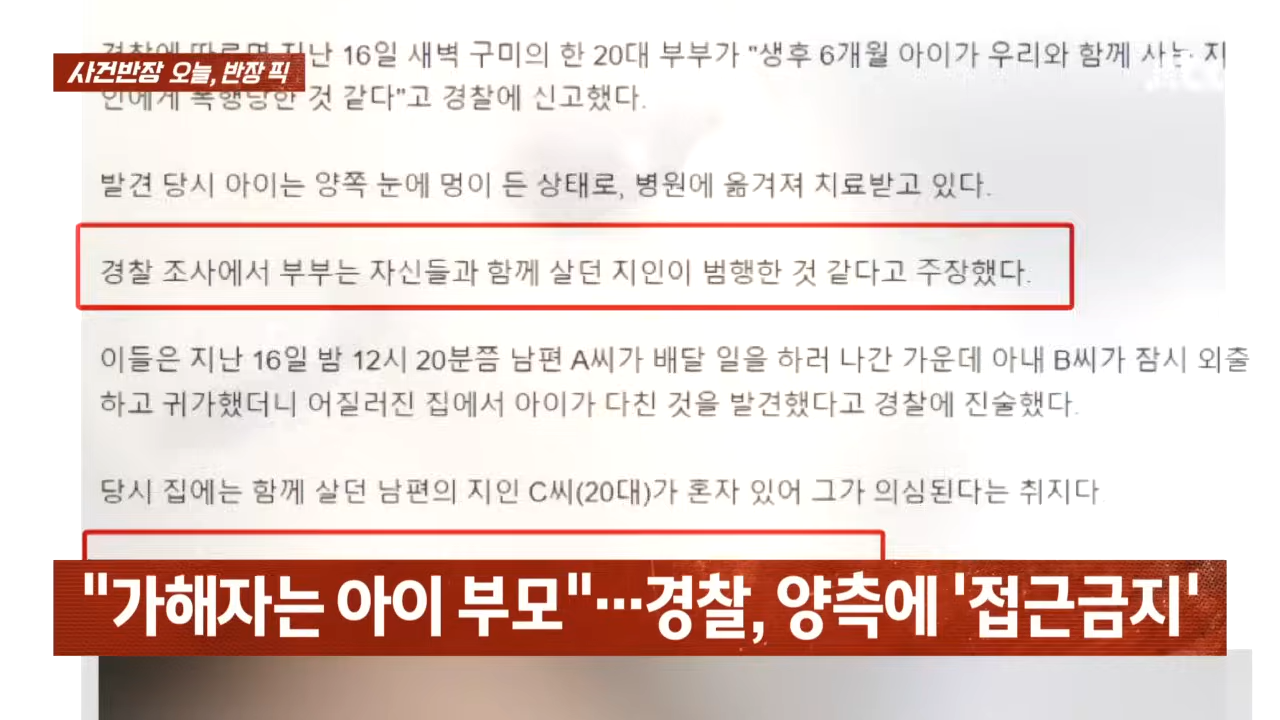 경찰에 따르면 지난 16일 새벽 구미의 한 20대 부부가 "생후 6개월 아이가 우리와 함께 사는 지
사건반장 오늘, 반장 픽
인에게 폭행당한 것 같다"고 경찰에 신고했다.
발견 당시 아이는 양쪽 눈에 멍이 든 상태로, 병원에 옮겨져 치료받고 있다.
경찰 조사에서 부부는 자신들과 함께 살던 지인이 범행한 것 같다고 주장했다.
이들은 지난 16일 밤 12시 20분쯤 남편 A씨가 배달 일을 하러 나간 가운데 아내 B씨가 잠시 외출
하고 귀가했더니 어질러진 집에서 아이가 다친 것을 발견했다고 경찰에 진술했다.
당시 집에는 함께 살던 남편의 지인 C씨(20대)가 혼자 있어 그가 의심된다는 취지다
"가해자는 아이 부모"…경찰, 양측에 '접근금지'